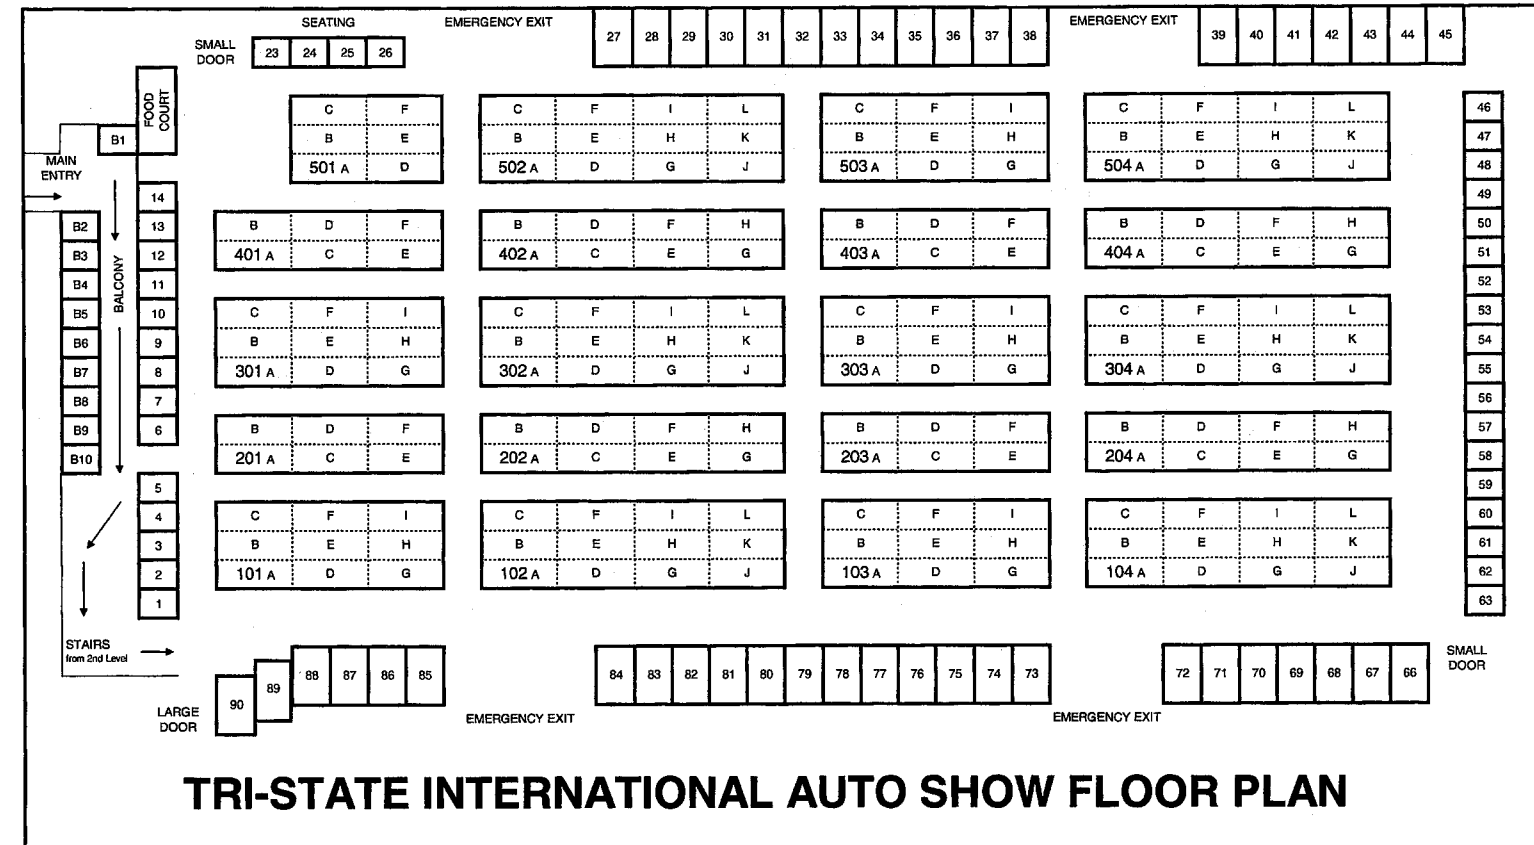 SEATING EMERGENCY EXIT EMERGENCY EXIT
SMALL DOOR 23 24 25 26 27 28 29 30 31 32 33 34 35 36 37 38 39 40 41 42 43 44 45
FOOD COURT
B1
MAIN ENTRY
C F C F I L C F I C F I L 46
B E B E H K B E H B E H K 47
501 A D 502 A D G J 503 A D G 504 A D G J 48
14 49
B2 13 B D F B D F H B D F B D F H 50
B3 12 401 A C E 402 A C E G 403 A C E 404 A C E G 51
BALCONY
B4 11 52
B5 10 C F I C F I L C F I C F I L 53
B6 9 B E H B E H K B E H B E H K 54
B7 8 301 A D G 302 A D G J 303 A D G 304 A D G J 55
B8 7 56
B9 6 B D F B D F H B D F B D F H 57
B10 201 A C E 202 A C E G 203 A C E 204 A C E G 58
5 59
4 C F I C F I L C F I C F I L 60
3 B E H B E H K B E H B E H K 61
2 101 A D G 102 A D G J 103 A D G 104 A D G J 62
1 63
STAIRS
from 2nd Level
90 89 88 87 86 85 84 83 82 81 80 79 78 77 76 75 74 73 72 71 70 69 68 67 66 SMALL DOOR
LARGE DOOR
EMERGENCY EXIT EMERGENCY EXIT
TRI-STATE INTERNATIONAL AUTO SHOW FLOOR PLAN